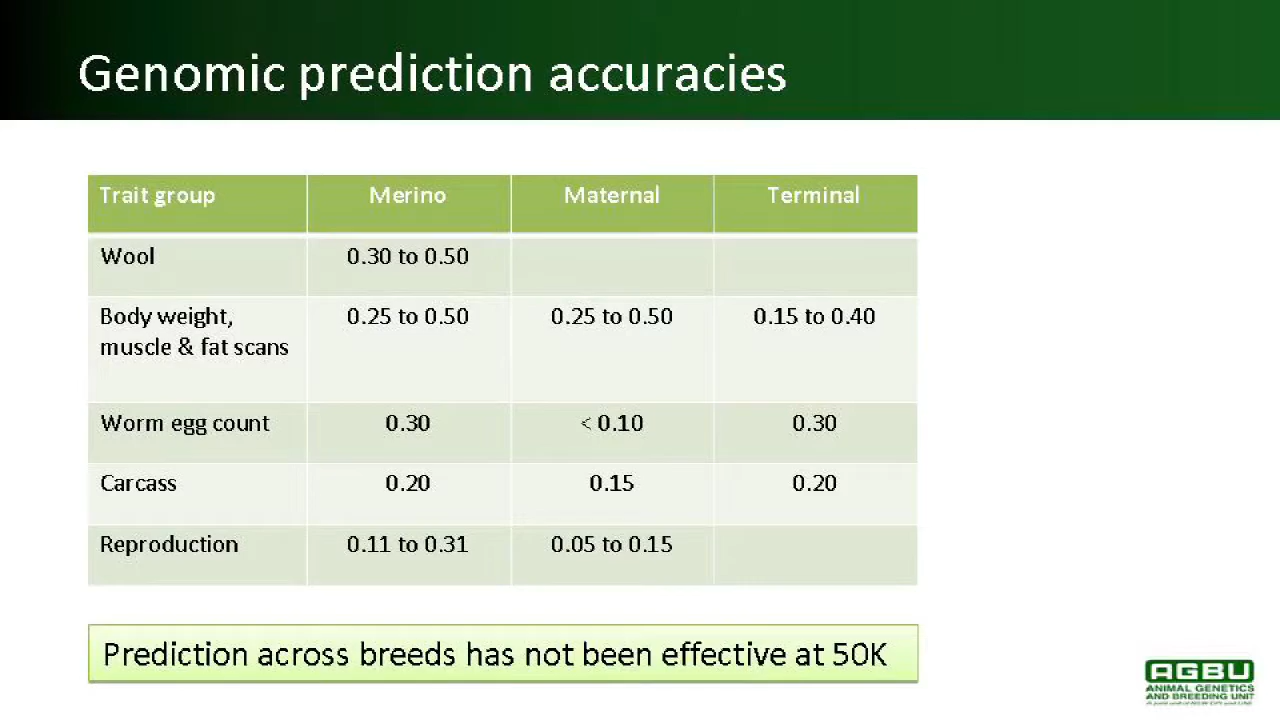 Genomic prediction accuracies
Trait group Merino Maternal Terminal
Wool 0.30 to 0.50
Body weight, 0.25 to 0.50 0.25 to 0.50 0.15 to 0.40
muscle & fat scans
Worm egg count 0.30 < 0.10 0.30
Carcass 0.20 0.15 0.20
Reproduction 0.11 to 0.31 0.05 to 0.15
Prediction across breeds has not been effective at 50K
AGBU
ANIMAL GENETICS
AND BREEDING UNIT